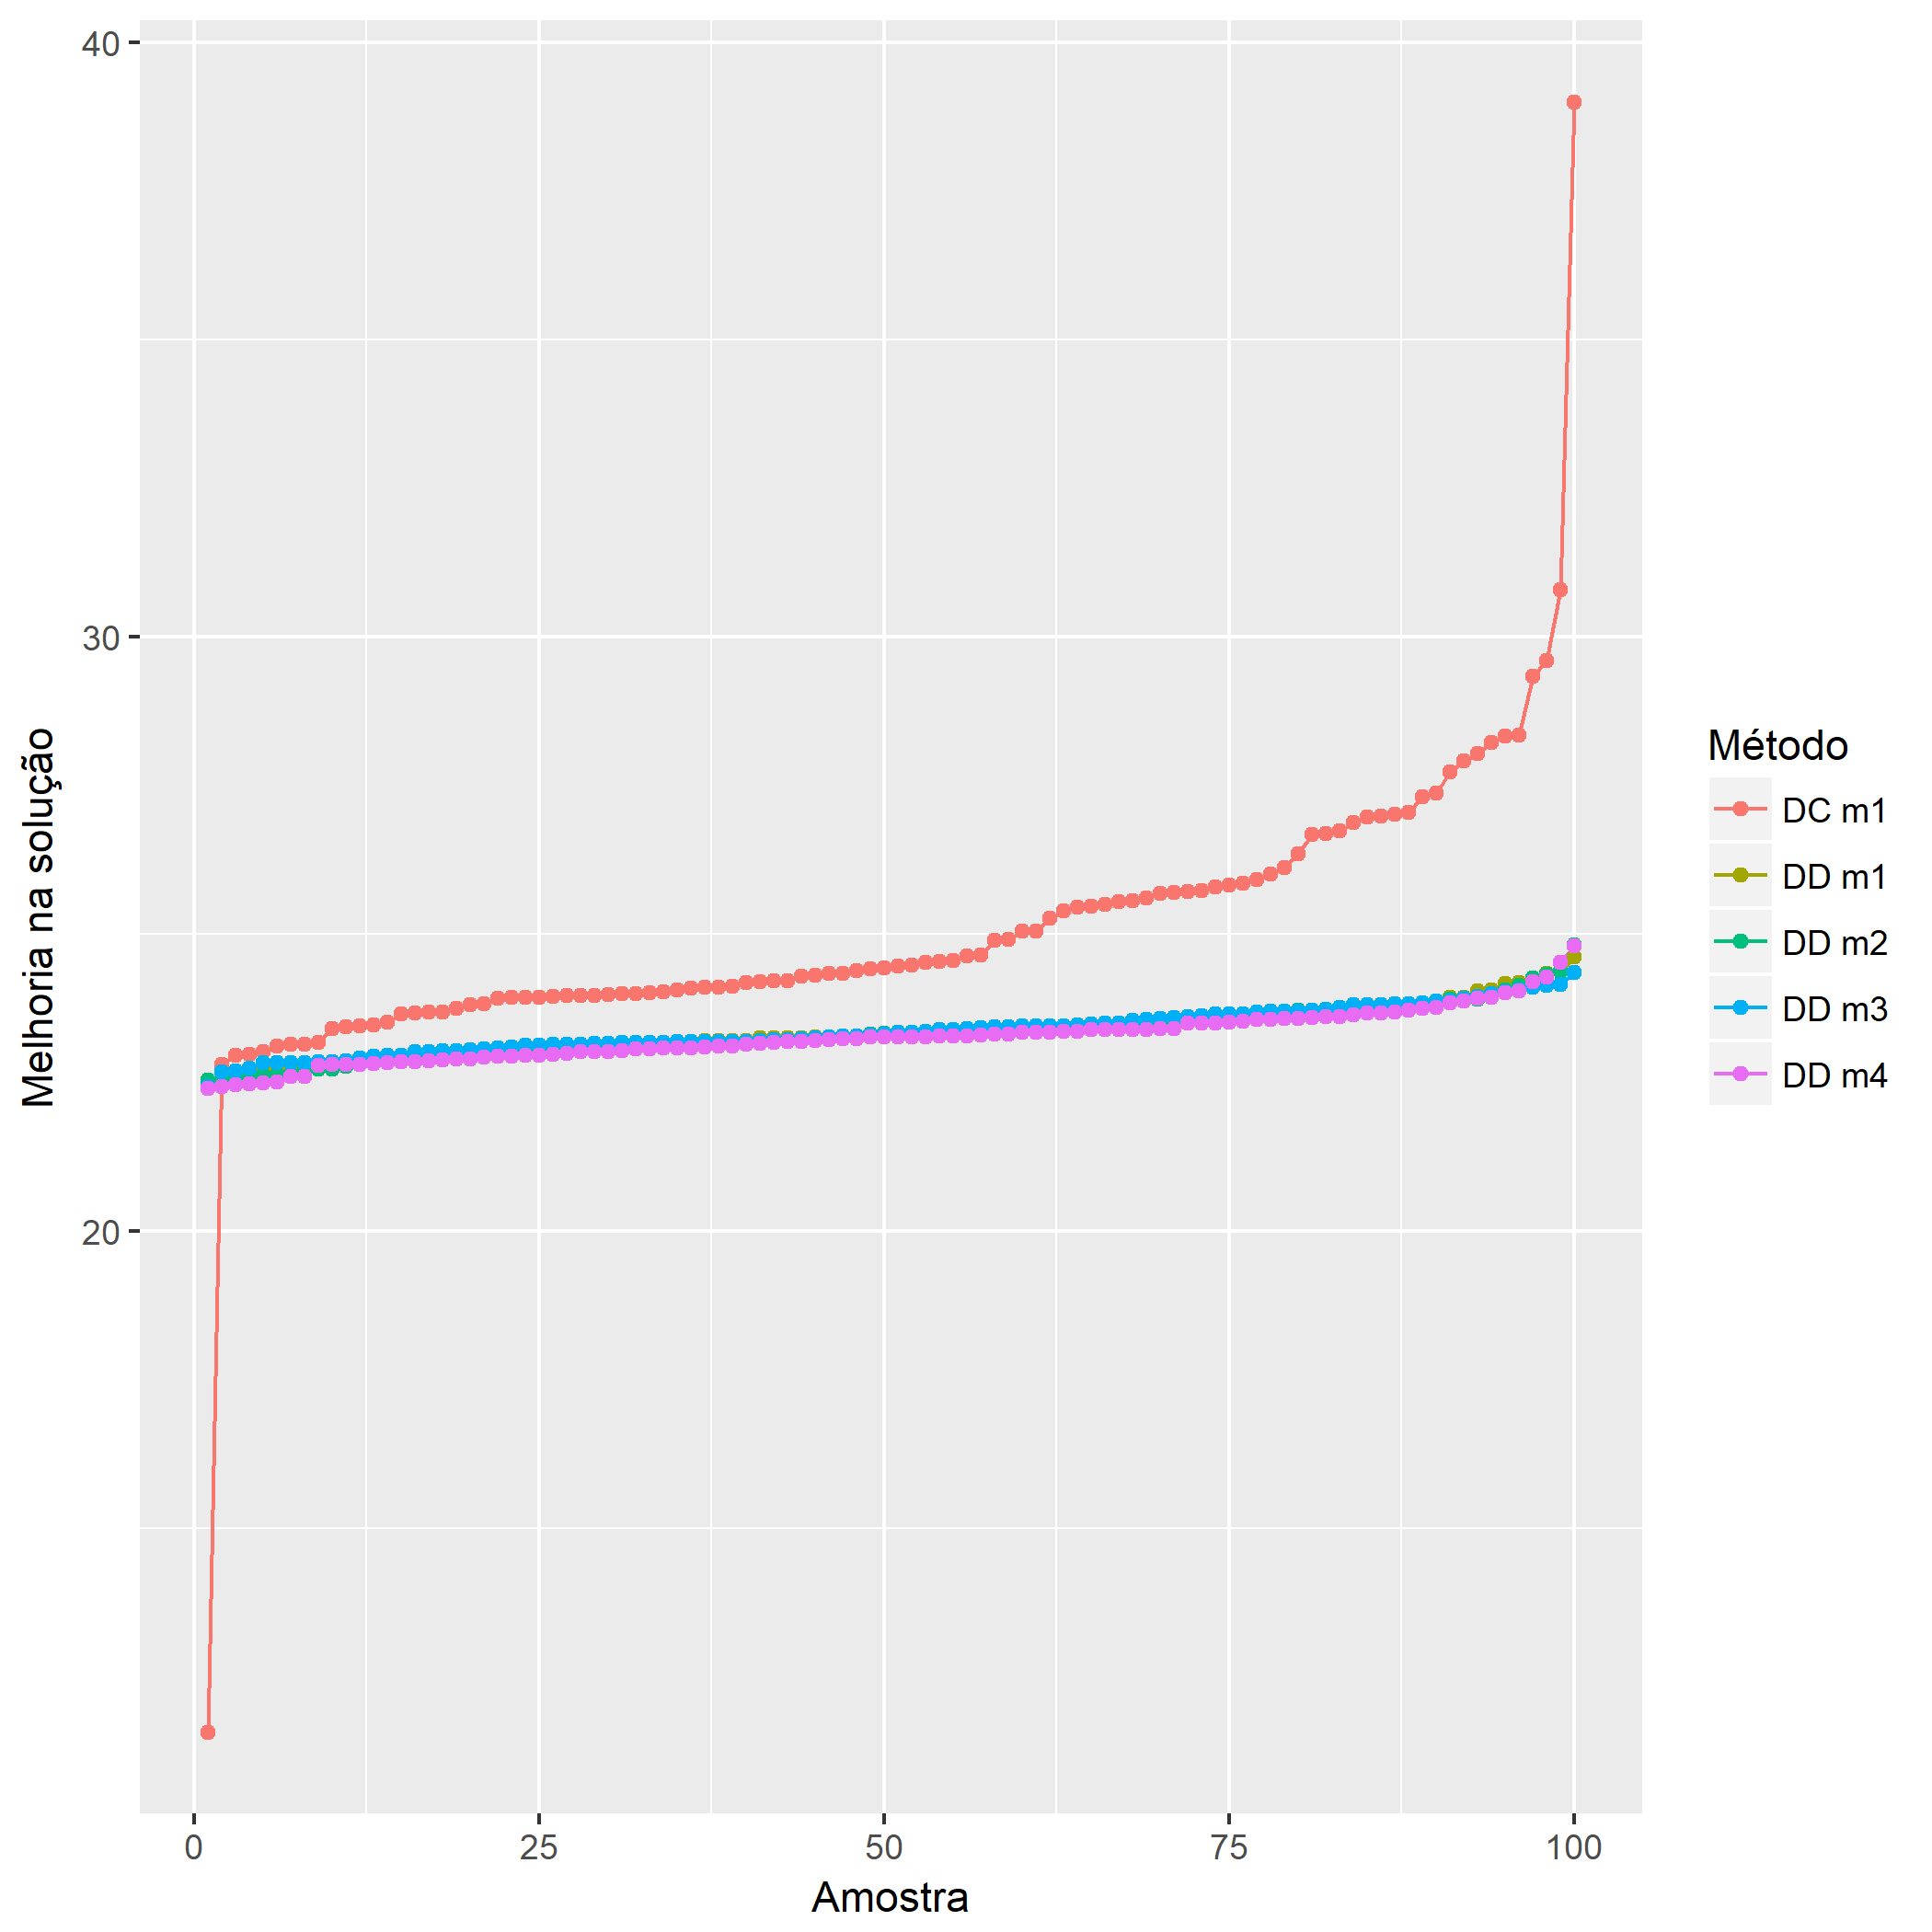 40
30
20
0
25
50
75
100
Amostra
Melhoria na solução
Método
DC m1
DD m1
DD m2
DD m3
DD m4